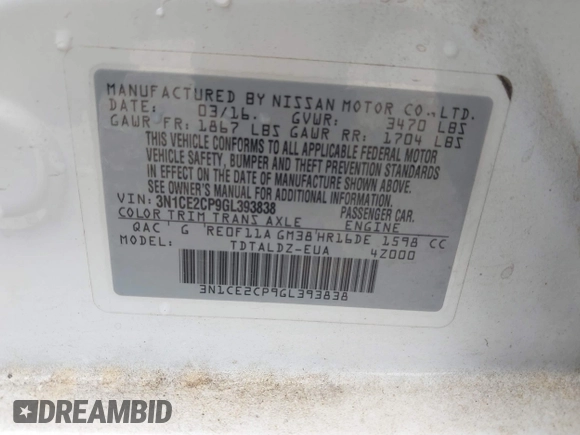 MANUFACTURED BY NISSAN MOTOR CO., LTD.
DATE: 03/16. GVWR: 3470 LBS
GAWR FR: 1867 LBS GAWR RR: 1704 LBS
THIS VEHICLE CONFORMS TO ALL APPLICABLE FEDERAL MOTOR
VEHICLE SAFETY, BUMPER AND THEFT PREVENTION STANDARDS
IN EFFECT ON THE DATE OF MANUFACTURE SHOWN ABOVE.
SEE OWNER'S MANUAL FOR ADDITIONAL INFORMATION.
VIN: 3N1CE2CP9GL393838 PASSENGER CAR
COLOR TRIM TRANS AXLE ENGINE
QAC G RE0F11A GM38 HR16DE 1598 CC
MODEL: TDTALDZ-EUA 4Z000
3N1CE2CP9GL393838
DREAMBID